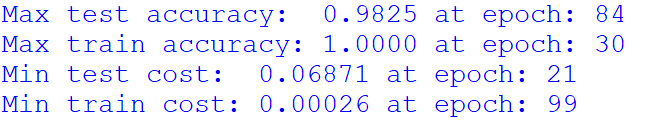 Max test accuracy:  0.9825 at epoch: 84
Max train accuracy: 1.0000 at epoch: 30
Min test cost:  0.06871 at epoch: 21
Min train cost: 0.00026 at epoch: 99